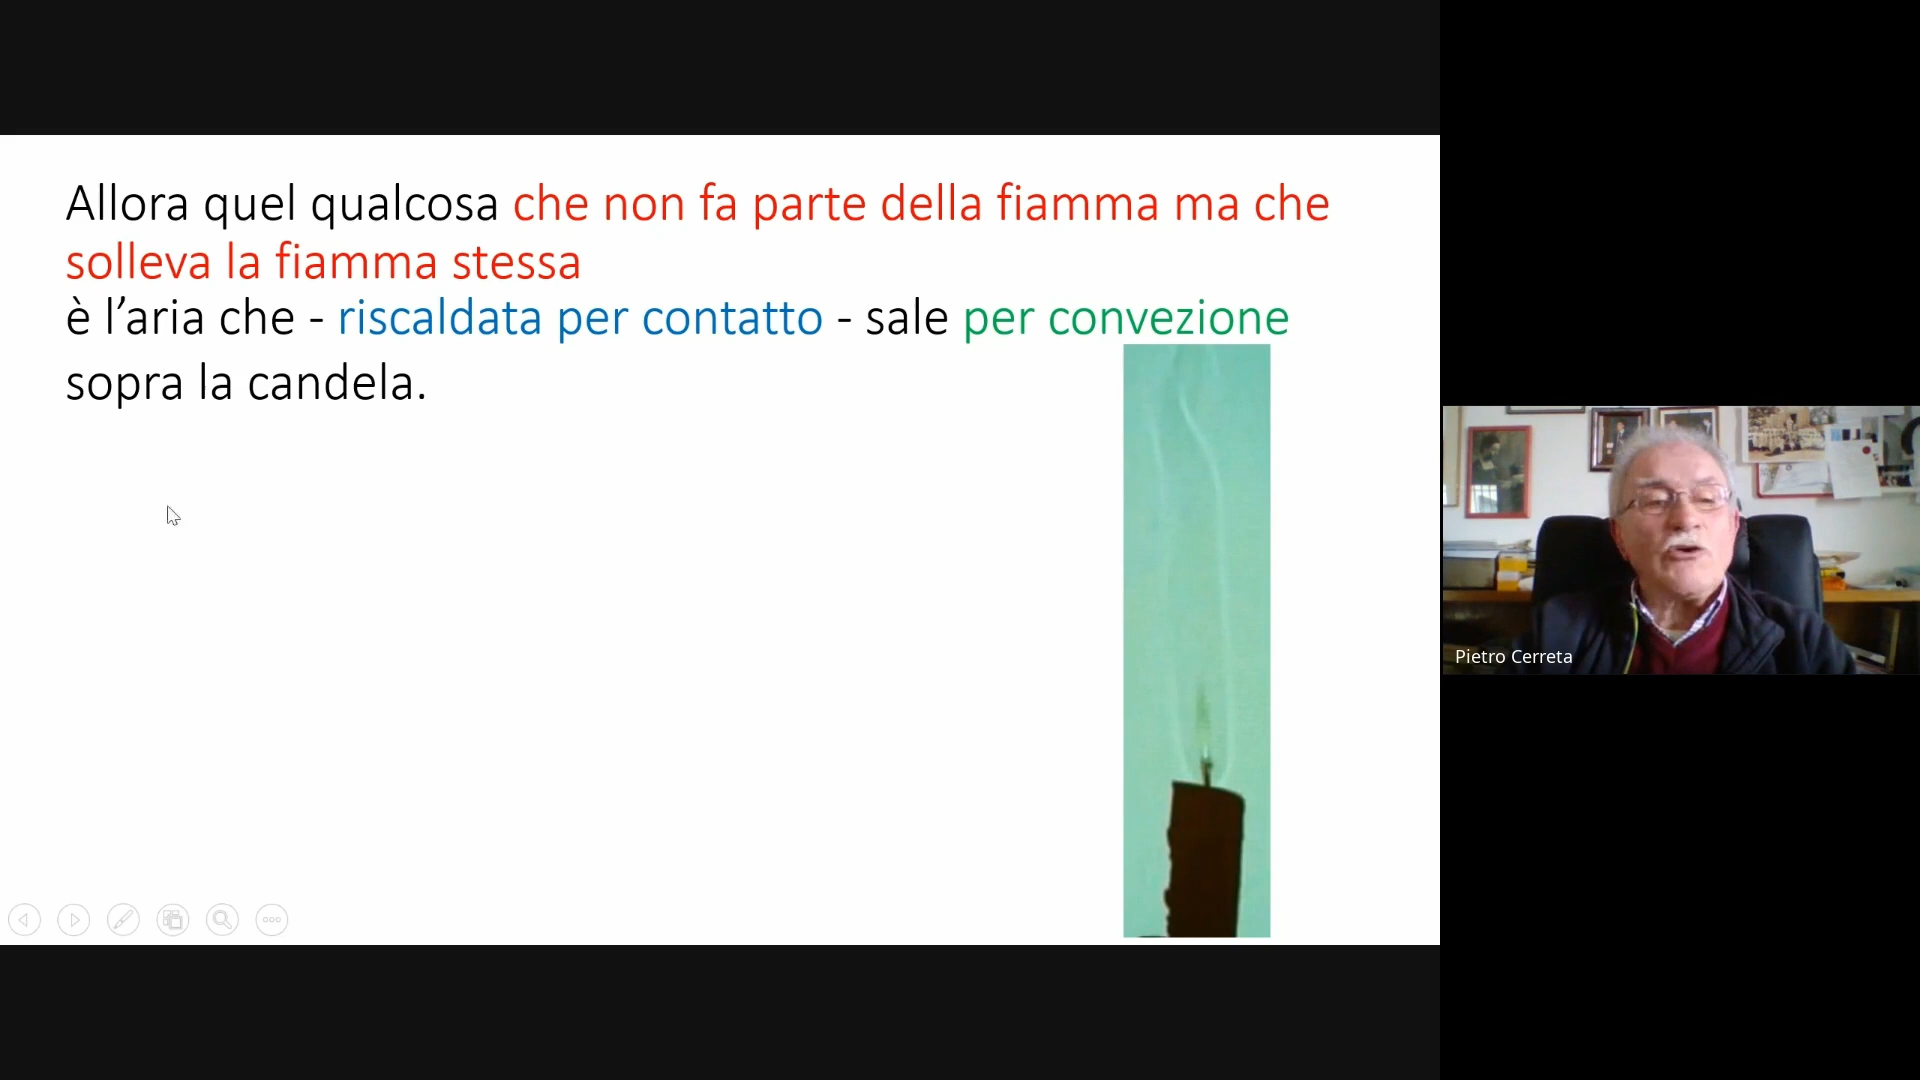 Allora quel qualcosa che non fa parte della fiamma ma che
solleva la fiamma stessa
è l’aria che - riscaldata per contatto - sale per convezione
sopra la candela.
Pietro Cerreta